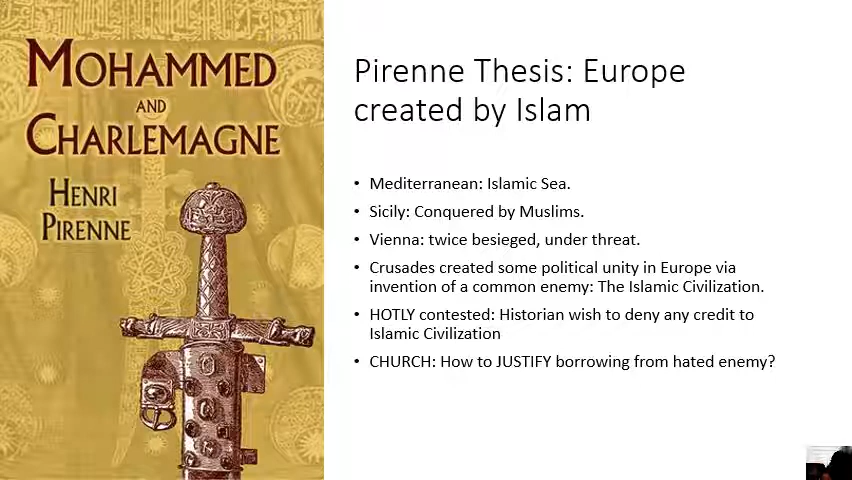 MOHAMMED
AND
CHARLEMAGNE
HENRI
PIRENNE
Pirenne Thesis: Europe
created by Islam
• Mediterranean: Islamic Sea.
• Sicily: Conquered by Muslims.
• Vienna: twice besieged, under threat.
• Crusades created some political unity in Europe via
invention of a common enemy: The Islamic Civilization.
• HOTLY contested: Historian wish to deny any credit to
Islamic Civilization
• CHURCH: How to JUSTIFY borrowing from hated enemy?